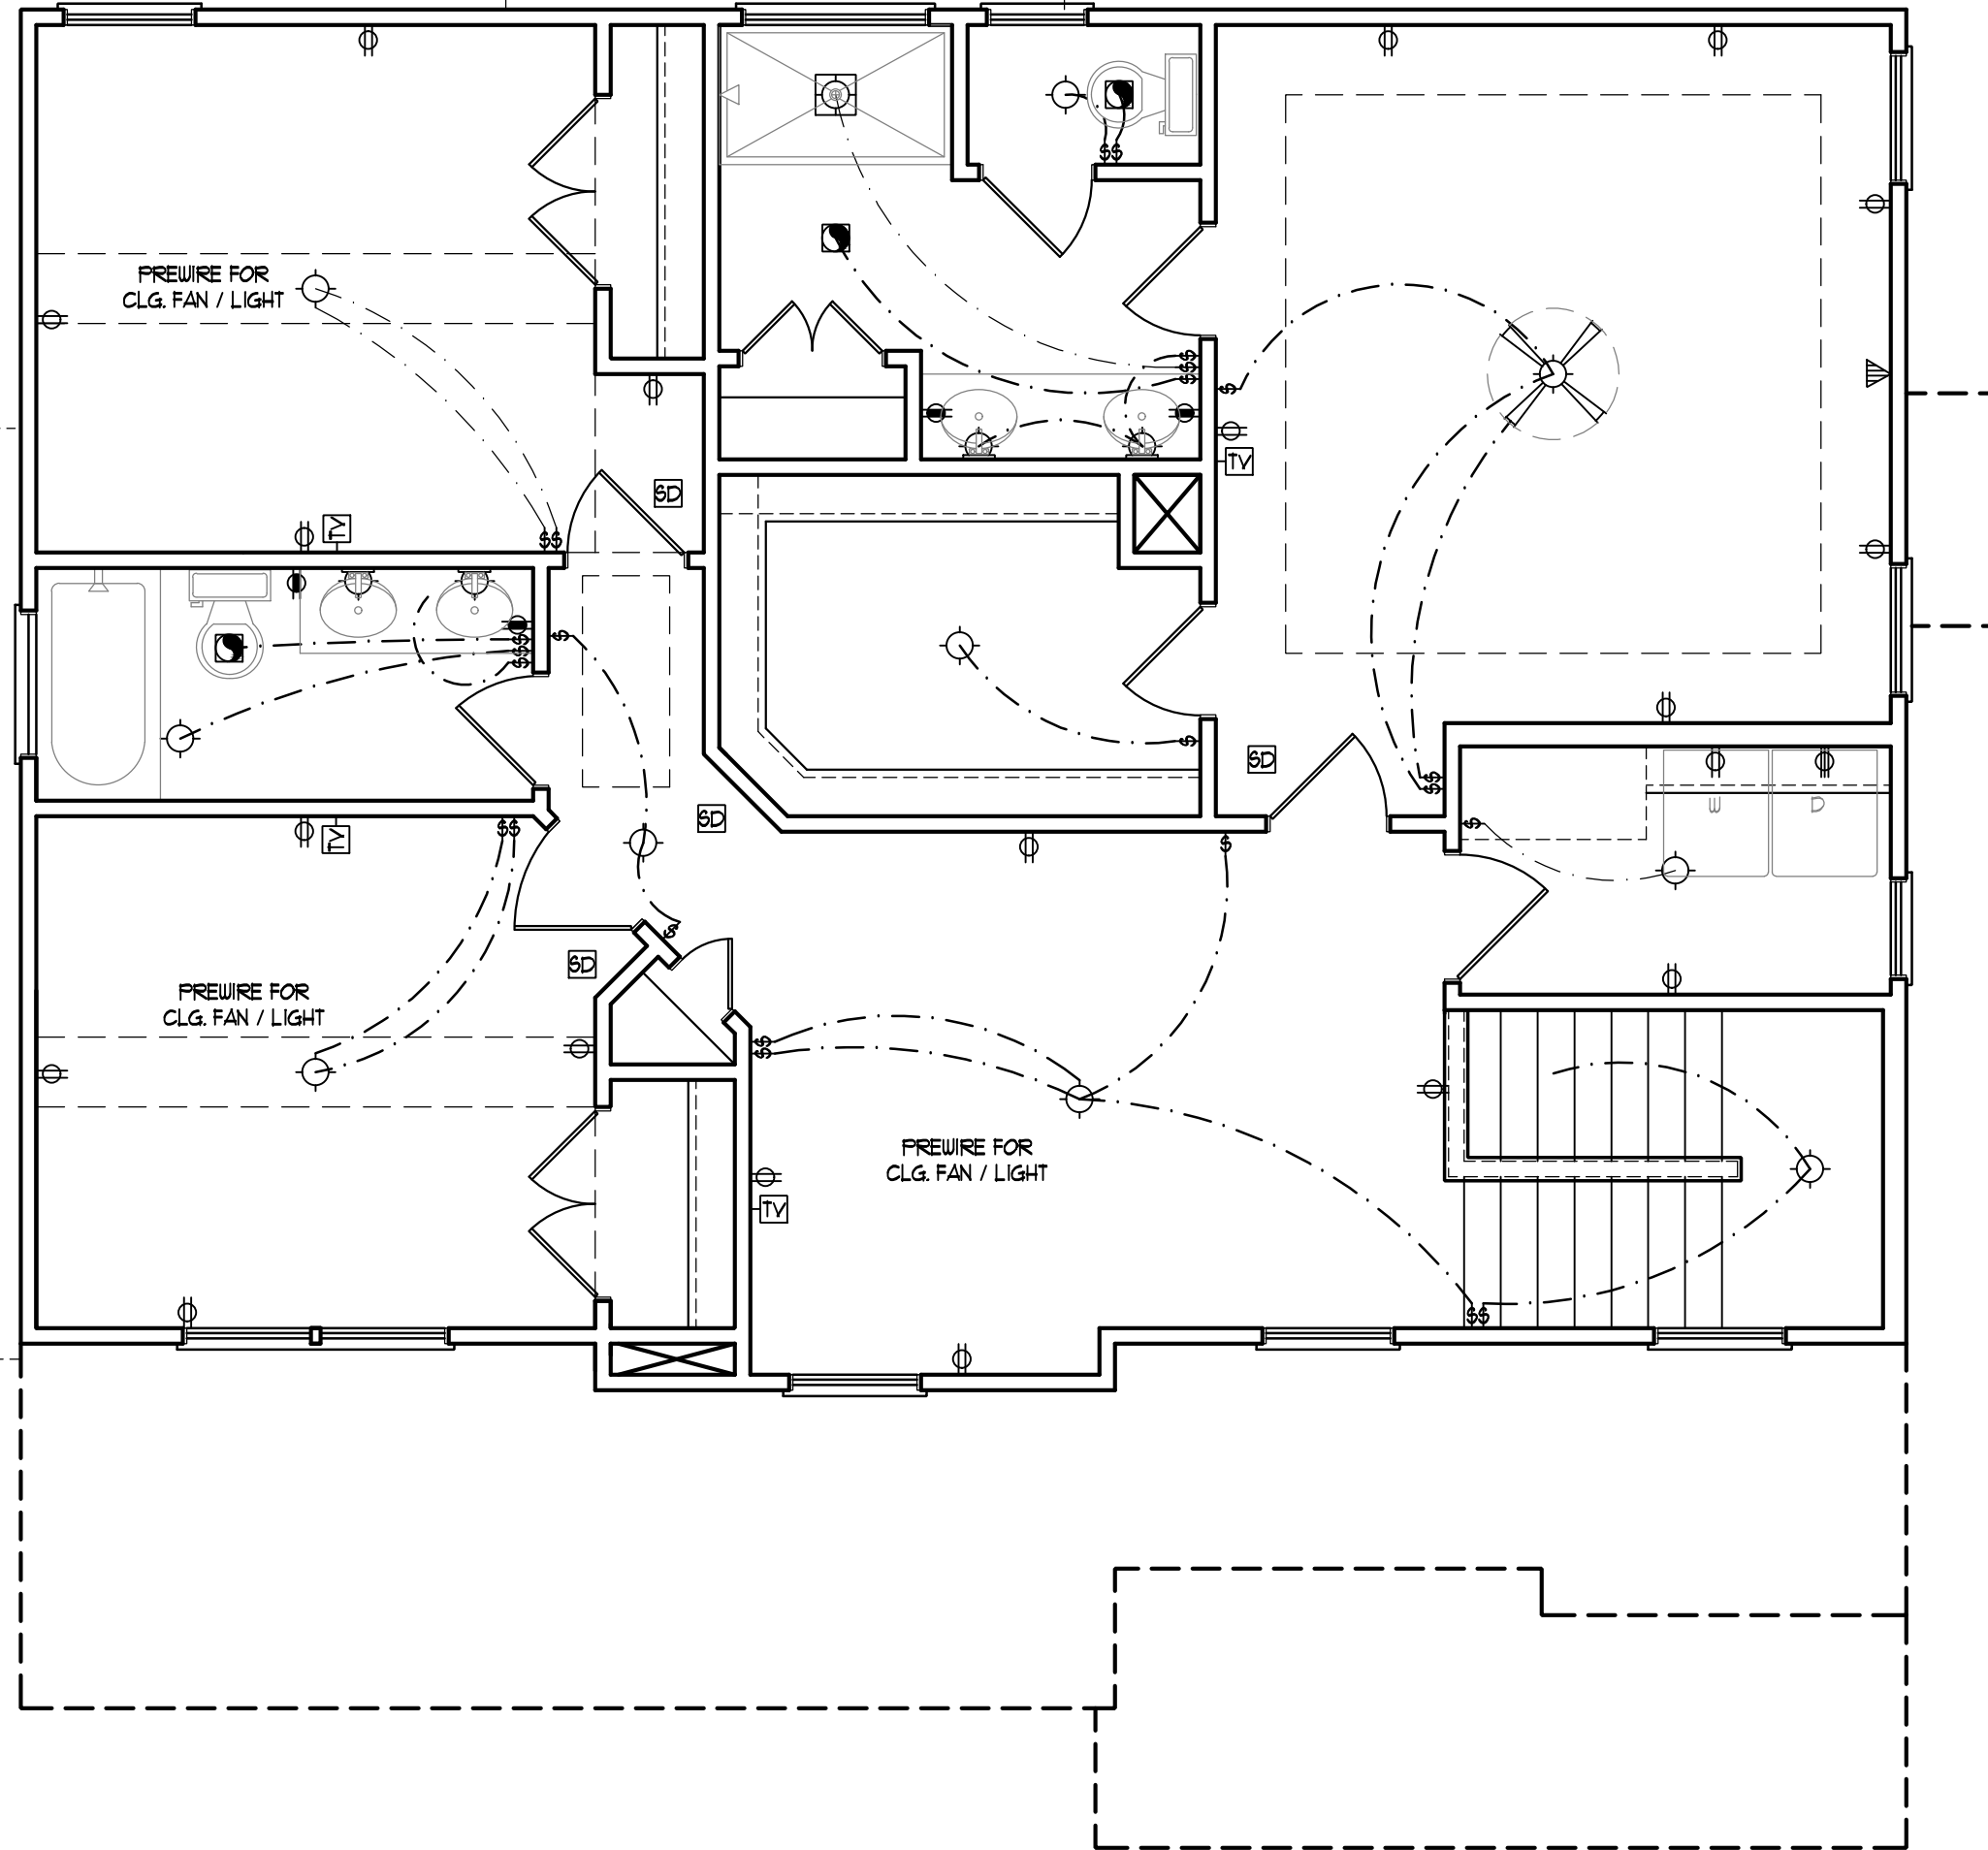 $$
PREWIRE FOR
CLG. FAN / LIGHT
$$$
$
TV
SD
TV
$$
$$$
$
$
SD
$
$
W
D
SD
$
TV
$$
$
$
SD
PREWIRE FOR
CLG. FAN / LIGHT
$
$
PREWIRE FOR
CLG. FAN / LIGHT
TV
$$